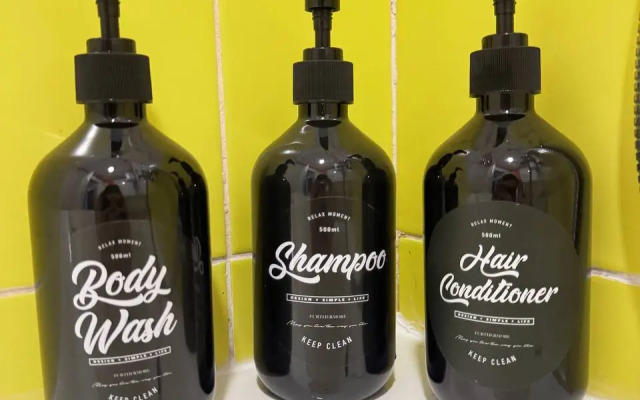 RELAX MOMENT
500ml
Body
Wash
DESIGN • SIMPLE • LIFE
KEEP CLEAN
RELAX MOMENT
500ml
Shampoo
DESIGN • SIMPLE • LIFE
KEEP CLEAN
RELAX MOMENT
500ml
Hair
Conditioner
DESIGN • SIMPLE • LIFE
KEEP CLEAN